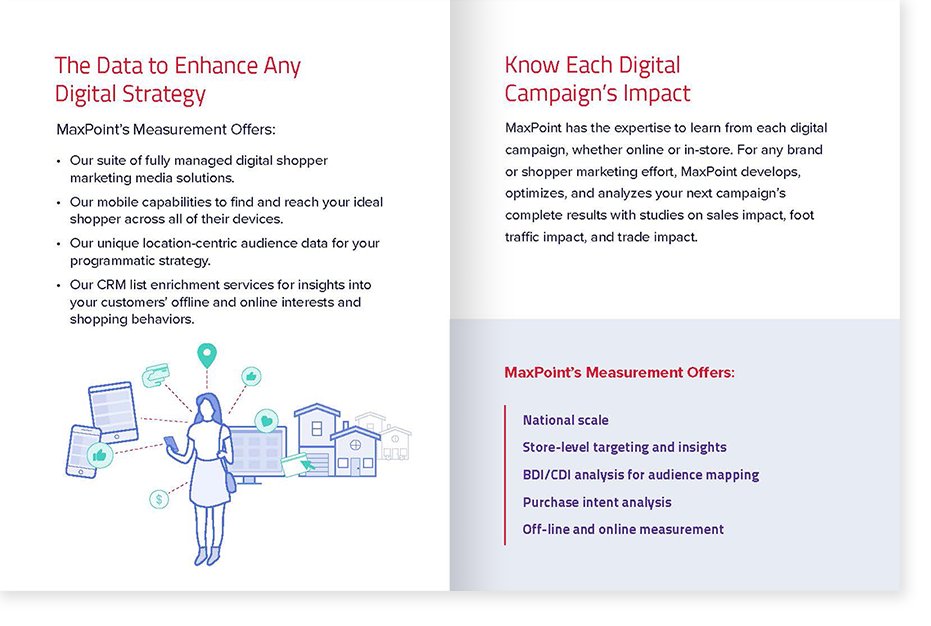 The Data to Enhance Any
Digital Strategy
MaxPoint's Measurement Offers:
• Our suite of fully managed digital shopper
marketing media solutions.
• Our mobile capabilities to find and reach your ideal
shopper across all of their devices.
• Our unique location-centric audience data for your
programmatic strategy.
• Our CRM list enrichment services for insights into
your customers' offline and online interests and
shopping behaviors.
$
Know Each Digital
Campaign's Impact
MaxPoint has the expertise to learn from each digital
campaign, whether online or in-store. For any brand
or shopper marketing effort, MaxPoint develops,
optimizes, and analyzes your next campaign's
complete results with studies on sales impact, foot
traffic impact, and trade impact.
MaxPoint's Measurement Offers:
National scale
Store-level targeting and insights
BDI/CDI analysis for audience mapping
Purchase intent analysis
Off-line and online measurement